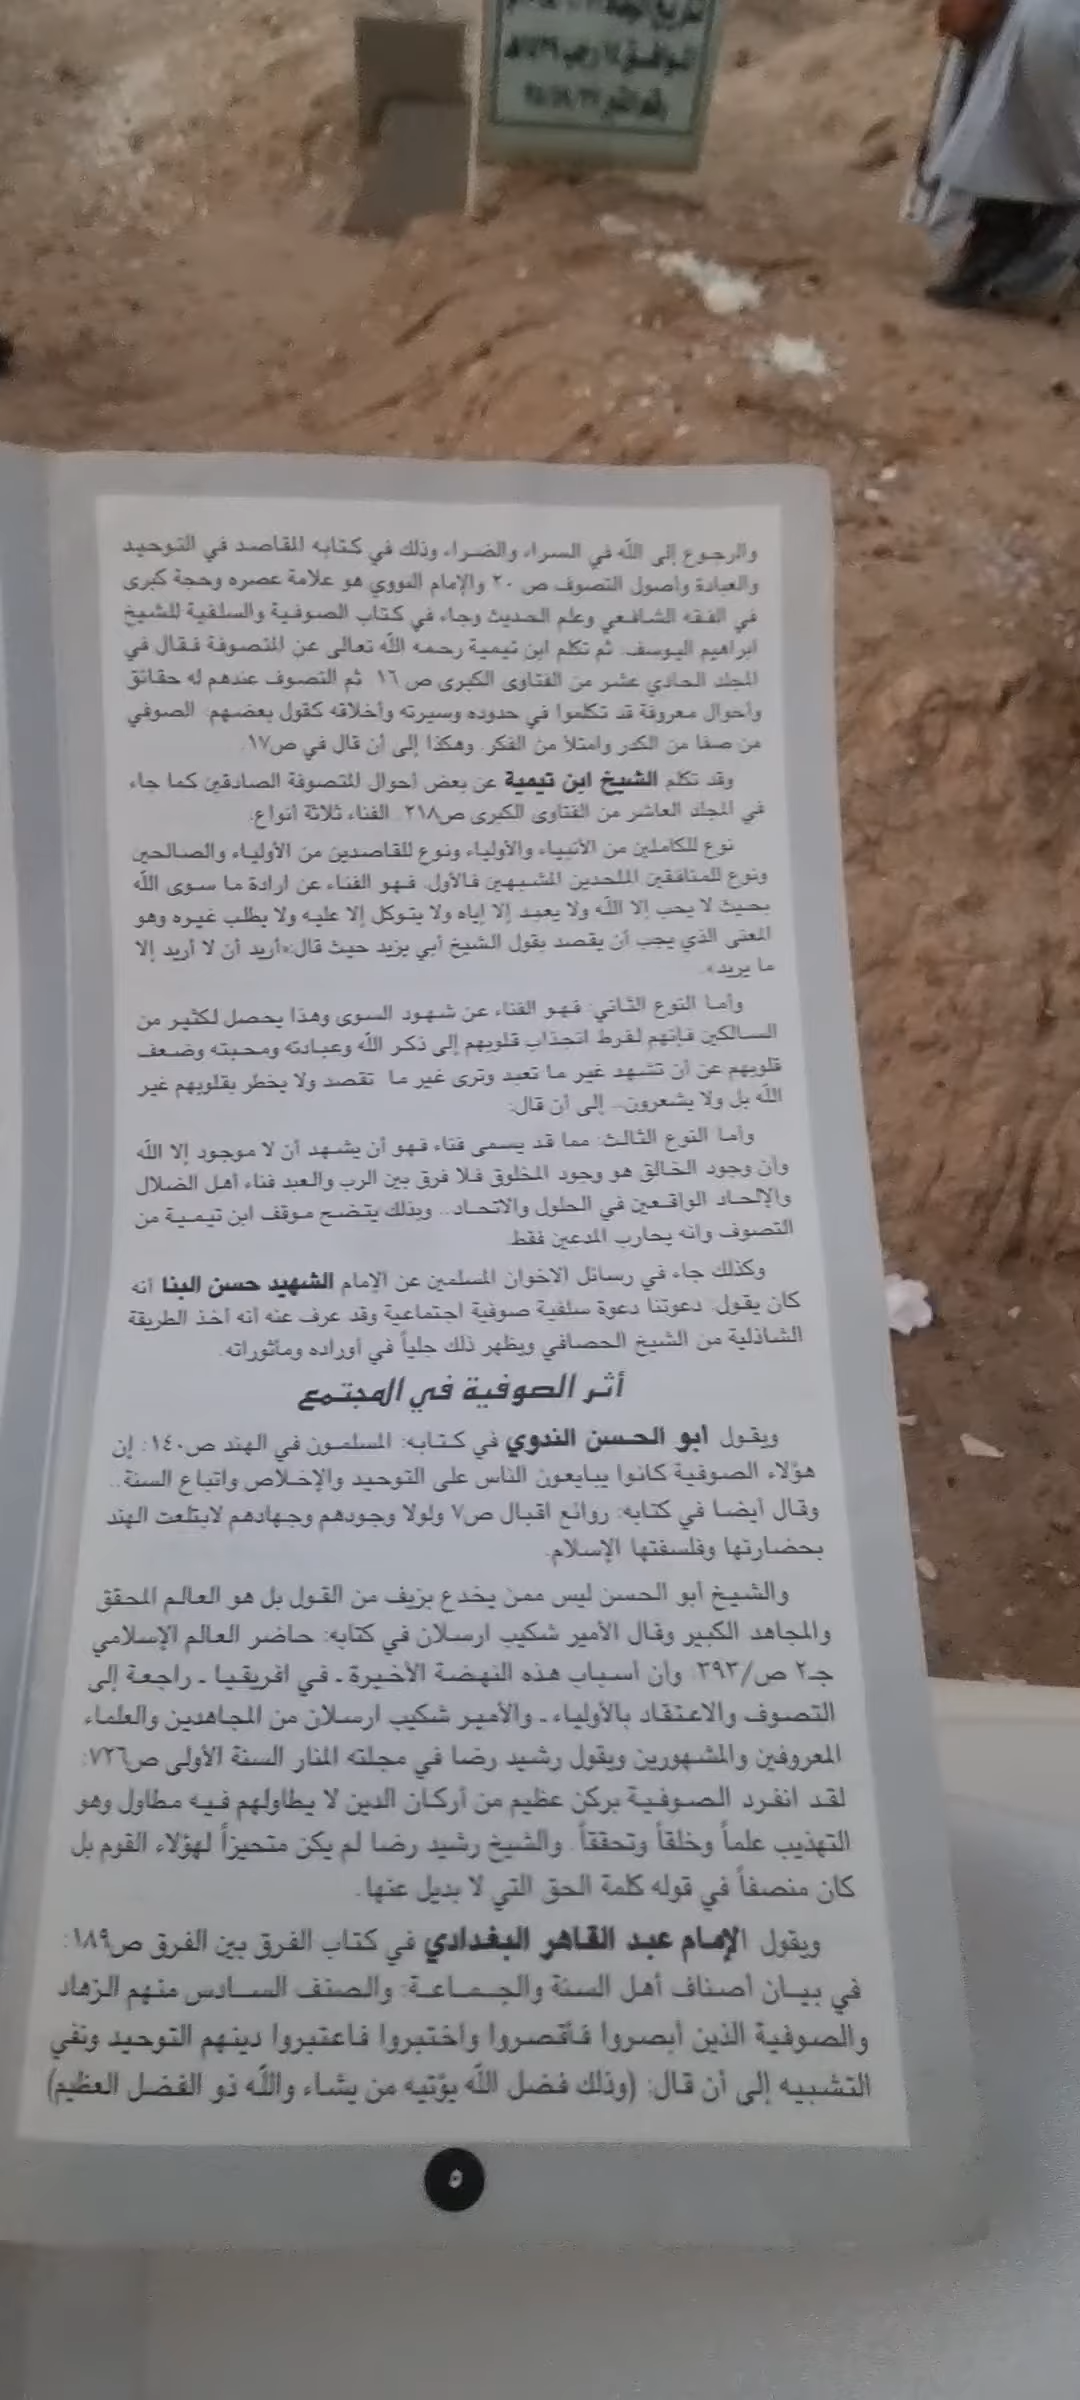 الموافق ١١ رجب ١٤٣٩هـ
رقم القبر
والرجوع إلى الله في السراء والضراء وذلك في كتابه المقاصد في التوحيد
والعبادة وأصول التصوف ص ٢٠ والإمام النووي هو علامة عصره وحجة كبرى
في الفقه الشافعي وعلم الحديث وجاء في كتاب الصوفية والسلفية للشيخ
ابراهيم اليوسف. ثم تكلم ابن تيمية رحمه الله تعالى عن المتصوفة فقال في
المجلد الحادي عشر من الفتاوى الكبرى ص ١٦ ثم التصوف عندهم له حقائق
وأحوال معروفة قد تكلموا في حدوده وسيرته وأخلاقه كقول بعضهم: الصوفي
من صفا من الكدر وامتلأ من الفكر. وهكذا إلى أن قال في ص١٧.
وقد تكلم الشيخ ابن تيمية عن بعض أحوال المتصوفة الصادقين كما جاء
في المجلد العاشر من الفتاوى الكبرى ص٢١٨.. الفناء ثلاثة أنواع:
نوع للكاملين من الأنبياء والأولياء ونوع للقاصدين من الأولياء والصالحين
ونوع للمنافقين الملحدين المشبهين فالأول: فهو الفناء عن ارادة ما سوى الله
بحيث لا يحب إلا الله ولا يعبد إلا إياه ولا يتوكل إلا عليه ولا يطلب غيره وهو
المعنى الذي يجب أن يقصد بقول الشيخ أبي يزيد حيث قال:«أريد أن لا أريد إلا
ما يريد».
وأما النوع الثاني: فهو الفناء عن شهود السوى وهذا يحصل لكثير من
السالكين فإنهم لفرط انجذاب قلوبهم إلى ذكر الله وعبادته ومحبته وضعف
قلوبهم عن أن تشهد غير ما تعبد وترى غير ما تقصد ولا يخطر بقلوبهم غير
الله بل ولا يشعرون.. إلى أن قال:
وأما النوع الثالث: مما قد يسمى فناء فهو أن يشهد أن لا موجود إلا الله
وأن وجود الخالق هو وجود المخلوق فلا فرق بين الرب والعبد فناء أهل الضلال
والإلحاد الواقعين في الحلول والاتحاد.. وبذلك يتضح موقف ابن تيمية من
التصوف وأنه يحارب المدعين فقط.
وكذلك جاء في رسائل الاخوان المسلمين عن الإمام الشهيد حسن البنا أنه
كان يقول: دعوتنا دعوة سلفية صوفية اجتماعية وقد عرف عنه أنه أخذ الطريقة
الشاذلية من الشيخ الحصافي ويظهر ذلك جلياً في أوراده ومأثوراته.
أثر الصوفية في المجتمع
ويقول أبو الحسن الندوي في كتابه: المسلمون في الهند ص١٤٠: إن
هؤلاء الصوفية كانوا يبايعون الناس على التوحيد والإخلاص واتباع السنة..
وقال أيضا في كتابه: روائع اقبال ص٧ ولولا وجودهم وجهادهم لابتلعت الهند
بحضارتها وفلسفتها الإسلام.
والشيخ أبو الحسن ليس ممن يخدع بزيف من القول بل هو العالم المحقق
والمجاهد الكبير وقال الأمير شكيب ارسلان في كتابه: حاضر العالم الإسلامي
جـ٢ ص/٣٩٣: وأن أسباب هذه النهضة الأخيرة ـ في افريقيا ـ راجعة إلى
التصوف والاعتقاد بالأولياء ـ والأمير شكيب ارسلان من المجاهدين والعلماء
المعروفين والمشهورين ويقول رشيد رضا في مجلته المنار السنة الأولى ص٧٢٦:
لقد انفرد الصوفية بركن عظيم من أركان الدين لا يطاولهم فيه مطاول وهو
التهذيب علماً وخلقاً وتحققاً. والشيخ رشيد رضا لم يكن متحيزاً لهؤلاء القوم بل
كان منصفاً في قوله كلمة الحق التي لا بديل عنها.
ويقول الإمام عبد القاهر البغدادي في كتاب الفرق بين الفرق ص١٨٩:
في بيان أصناف أهل السنة والجماعة: والصنف السادس منهم الزهاد
والصوفية الذين أبصروا فأقصروا واختبروا فاعتبروا دينهم التوحيد ونفي
التشبيه إلى أن قال: (وذلك فضل الله يؤتيه من يشاء والله ذو الفضل العظيم)
٥